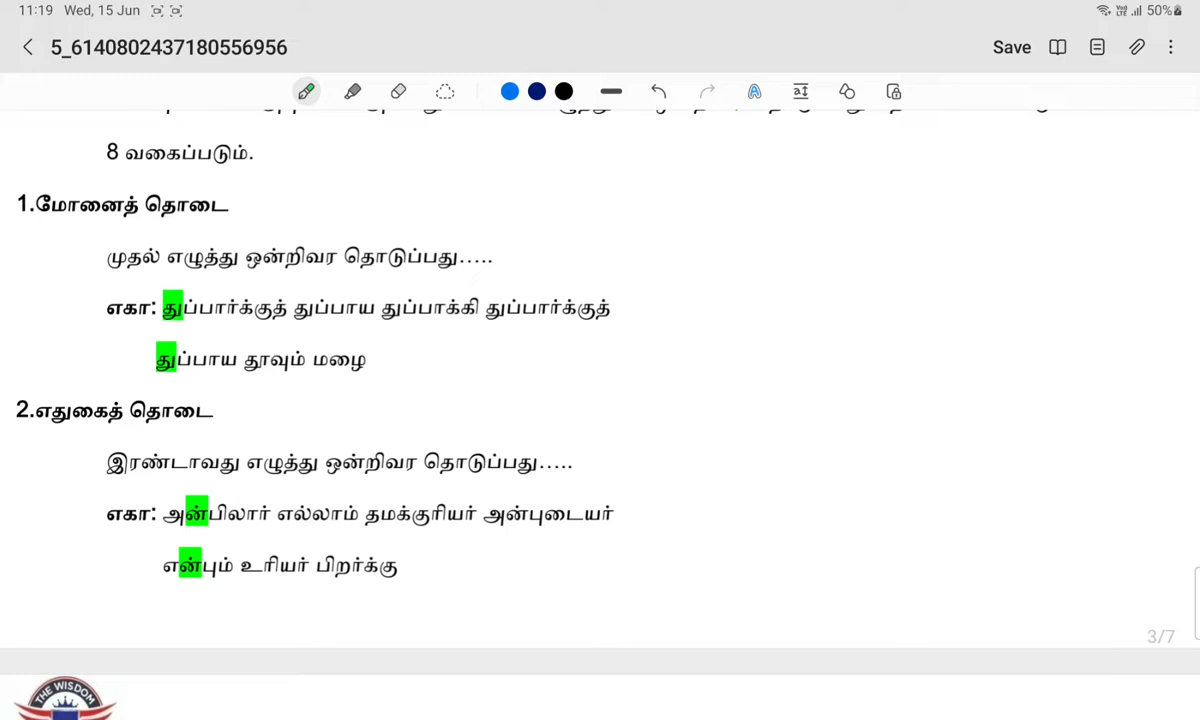 11:19 Wed, 15 Jun
50%
5_6140802437180556956
Save
8 வகைப்படும்.
1.மோனைத் தொடை
முதல் எழுத்து ஒன்றிவர தொடுப்பது.....
எகா: துப்பார்க்குத் துப்பாய துப்பாக்கி துப்பார்க்குத்
துப்பாய தூவும் மழை
2.எதுகைத் தொடை
இரண்டாவது எழுத்து ஒன்றிவர தொடுப்பது.....
எகா: அன்பிலார் எல்லாம் தமக்குரியர் அன்புடையர்
என்பும் உரியர் பிறர்க்கு
3/7
THE WISDOM